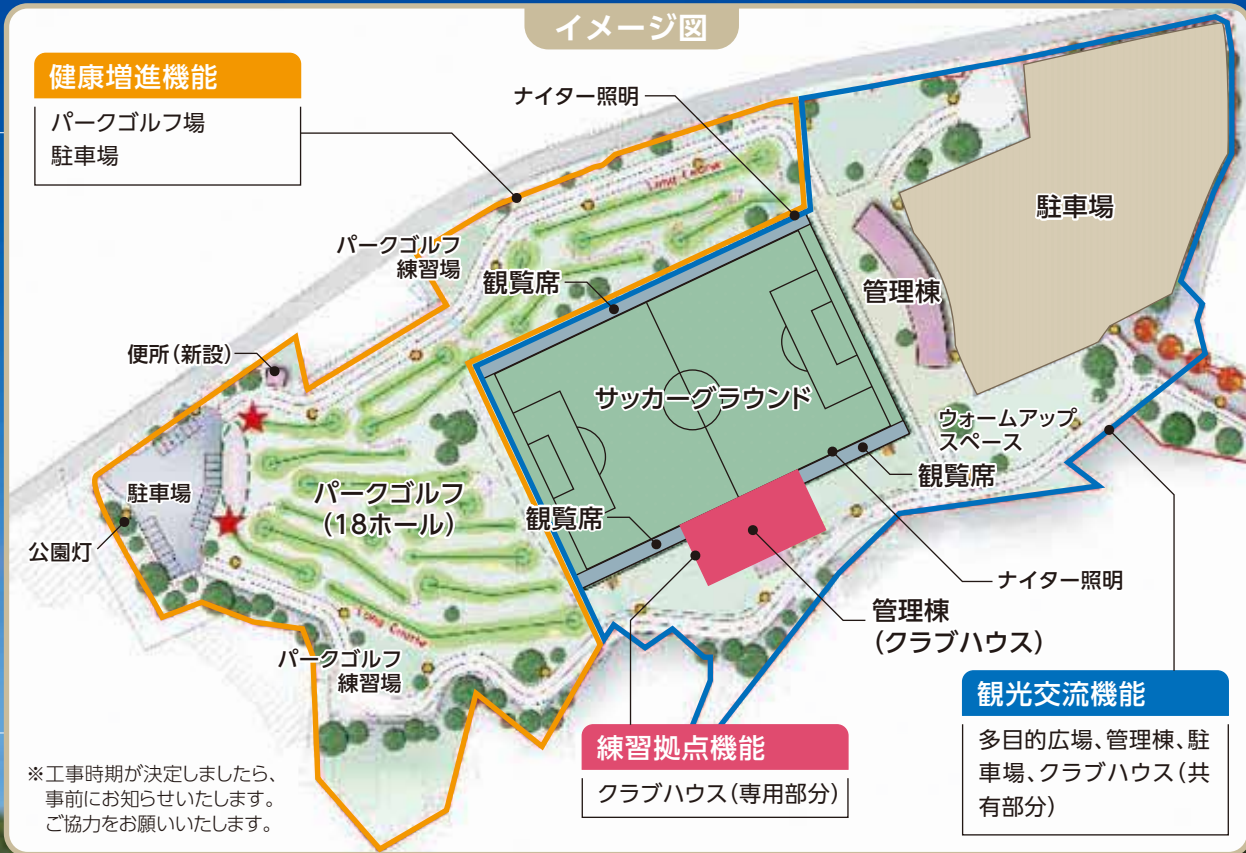 イメージ図
健康増進機能
パークゴルフ場
駐車場
ナイター照明
Long Course
パークゴルフ
練習場
観覧席
駐車場
管理棟
便所(新設)
サッカーグラウンド
ウォームアップ
スペース
観覧席
駐車場
パークゴルフ
(18ホール)
観覧席
公園灯
ナイター照明
管理棟
(クラブハウス)
Long Course
パークゴルフ
練習場
練習拠点機能
クラブハウス(専用部分)
観光交流機能
多目的広場、管理棟、駐
車場、クラブハウス(共
有部分)
※工事時期が決定しましたら、
事前にお知らせいたします。
ご協力をお願いいたします。